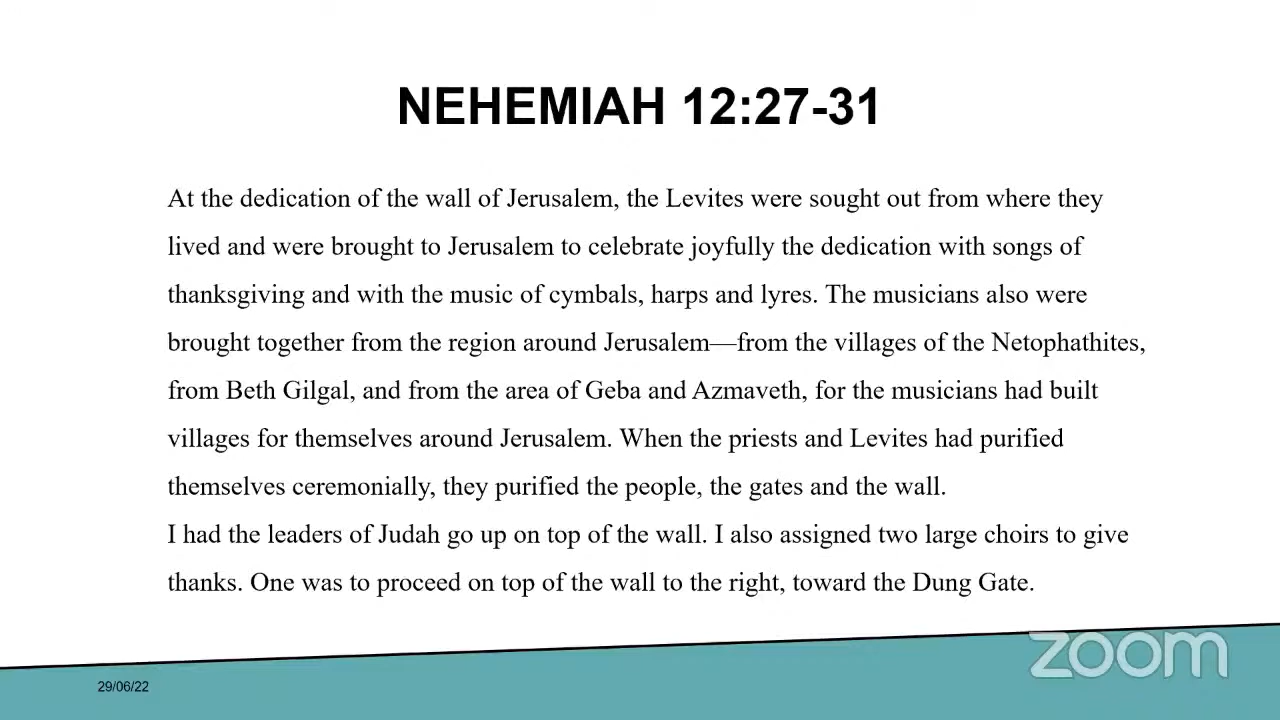 NEHEMIAH 12:27-31
At the dedication of the wall of Jerusalem, the Levites were sought out from where they
lived and were brought to Jerusalem to celebrate joyfully the dedication with songs of
thanksgiving and with the music of cymbals, harps and lyres. The musicians also were
brought together from the region around Jerusalem—from the villages of the Netophathites,
from Beth Gilgal, and from the area of Geba and Azmaveth, for the musicians had built
villages for themselves around Jerusalem. When the priests and Levites had purified
themselves ceremonially, they purified the people, the gates and the wall.
I had the leaders of Judah go up on top of the wall. I also assigned two large choirs to give
thanks. One was to proceed on top of the wall to the right, toward the Dung Gate.
zoom
29/06/22